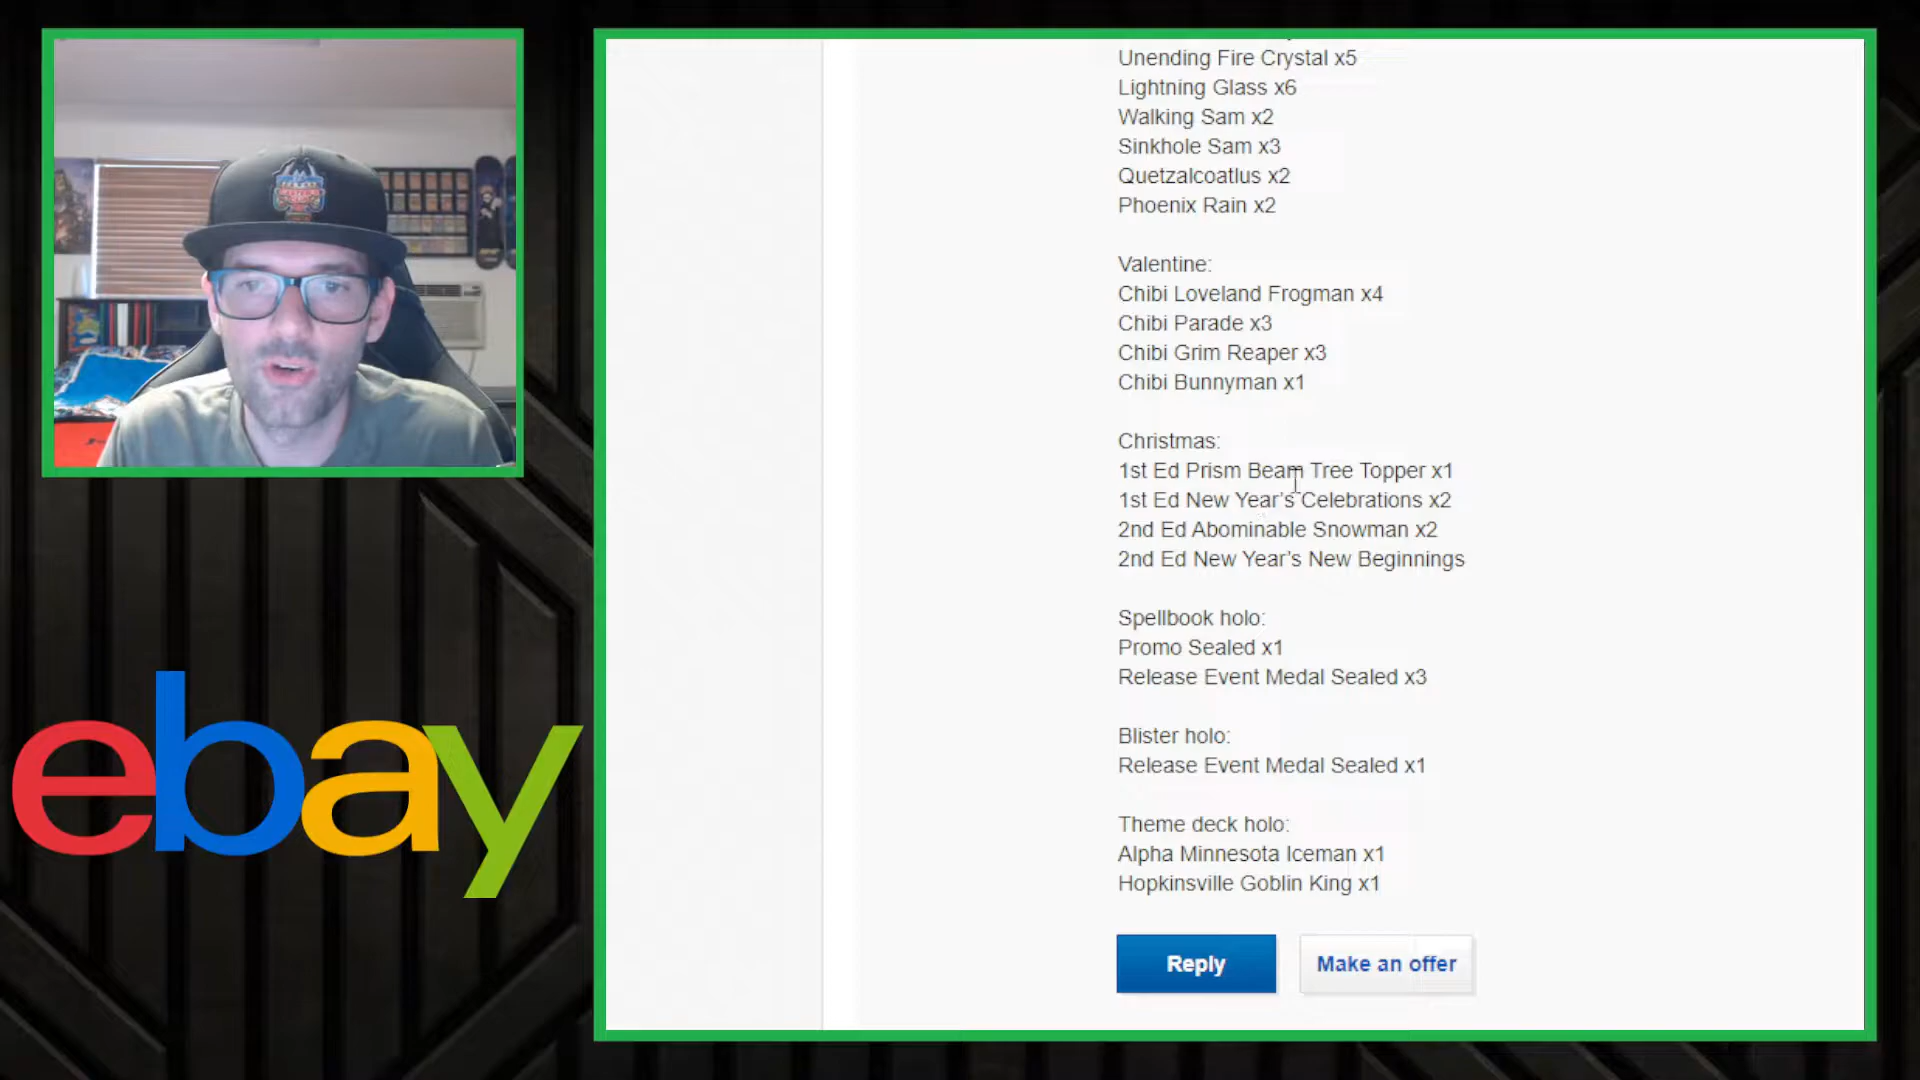 Unending Fire Crystal x5
Lightning Glass x6
Walking Sam x2
Sinkhole Sam x3
Quetzalcoatlus x2
Phoenix Rain x2
Valentine:
Chibi Loveland Frogman x4
Chibi Parade x3
Chibi Grim Reaper x3
Chibi Bunnyman x1
Christmas:
1st Ed Prism Beam Tree Topper x1
1st Ed New Year’s Celebrations x2
2nd Ed Abominable Snowman x2
2nd Ed New Year’s New Beginnings
Spellbook holo:
Promo Sealed x1
Release Event Medal Sealed x3
Blister holo:
Release Event Medal Sealed x1
Theme deck holo:
Alpha Minnesota Iceman x1
Hopkinsville Goblin King x1
Reply
Make an offer
ebay